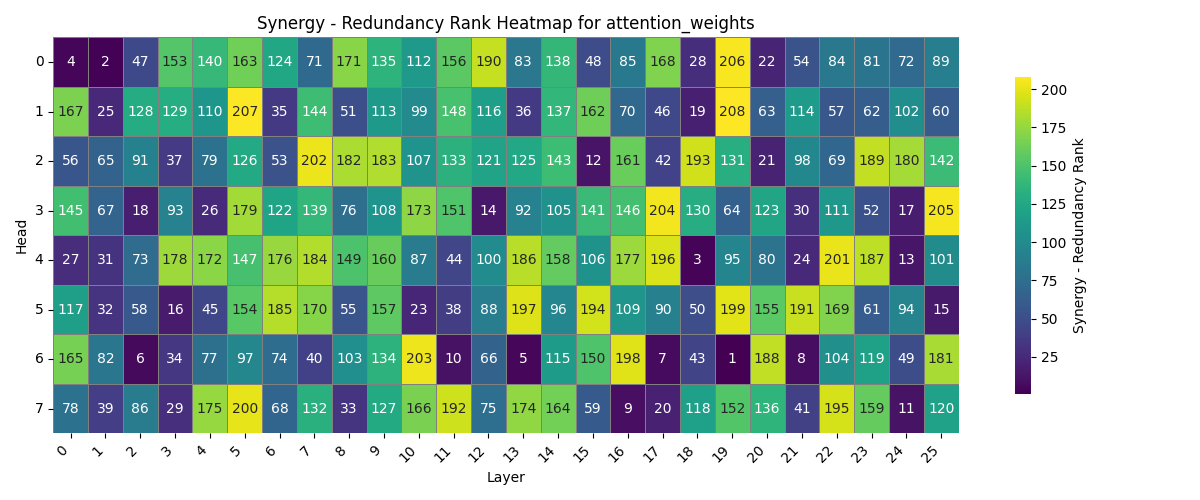 Synergy - Redundancy Rank Heatmap for attention_weights
0 4 2 47 153 140 163 124 71 171 135 112 156 190 83 138 48 85 168 28 206 22 54 84 81 72 89
1 167 25 128 129 110 207 35 144 51 113 99 148 116 36 137 162 70 46 19 208 63 114 57 62 102 60
2 56 65 91 37 79 126 53 202 182 183 107 133 121 125 143 12 161 42 193 131 21 98 69 189 180 142
3 145 67 18 93 26 179 122 139 76 108 173 151 14 92 105 141 146 204 130 64 123 30 111 52 17 205
4 27 31 73 178 172 147 176 184 149 160 87 44 100 186 158 106 177 196 3 95 80 24 201 187 13 101
5 117 32 58 16 45 154 185 170 55 157 23 38 88 197 96 194 109 90 50 199 155 191 169 61 94 15
6 165 82 6 34 77 97 74 40 103 134 203 10 66 5 115 150 198 7 43 1 188 8 104 119 49 181
7 78 39 86 29 175 200 68 132 33 127 166 192 75 174 164 59 9 20 118 152 136 41 195 159 11 120
0 1 2 3 4 5 6 7 8 9 10 11 12 13 14 15 16 17 18 19 20 21 22 23 24 25
Layer
Head
200
175
150
125
100
75
50
25
Synergy - Redundancy Rank